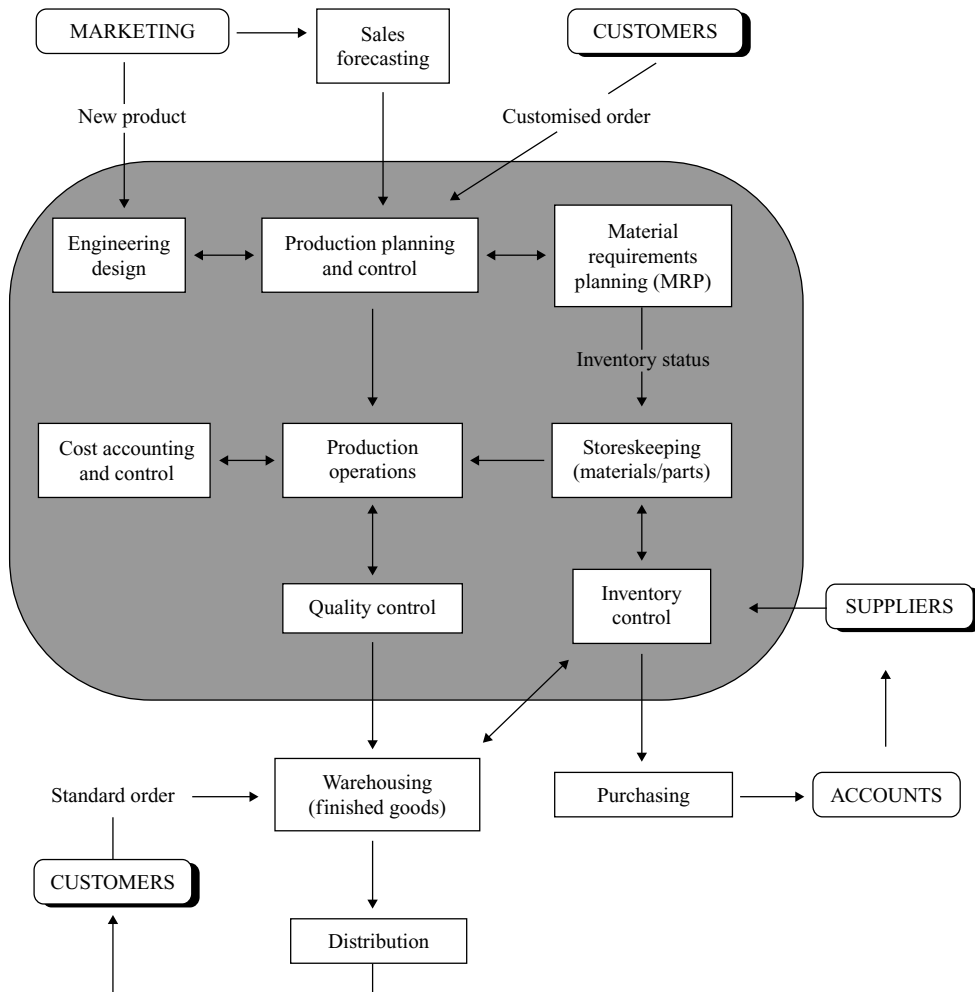 MARKETING
Sales
forecasting
CUSTOMERS
New product
Customised order
Engineering
design
Production planning
and control
Material
requirements
planning (MRP)
Inventory status
Cost accounting
and control
Production
operations
Storeskeeping
(materials/parts)
Quality control
Inventory
control
SUPPLIERS
Standard order
Warehousing
(finished goods)
Purchasing
ACCOUNTS
CUSTOMERS
Distribution